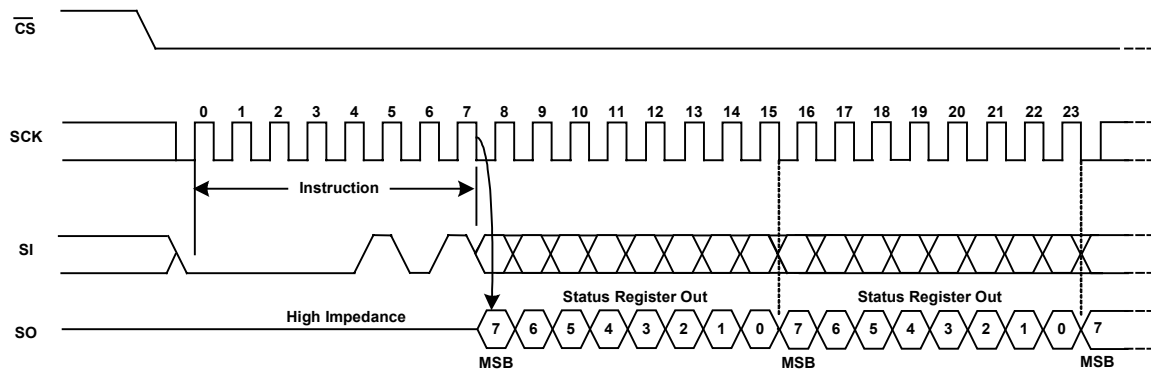 CS
0 1 2 3 4 5 6 7 8 9 10 11 12 13 14 15 16 17 18 19 20 21 22 23
SCK
Instruction
SI
Status Register Out Status Register Out
High Impedance
SO 7 6 5 4 3 2 1 0 7 6 5 4 3 2 1 0 7
MSB MSB MSB